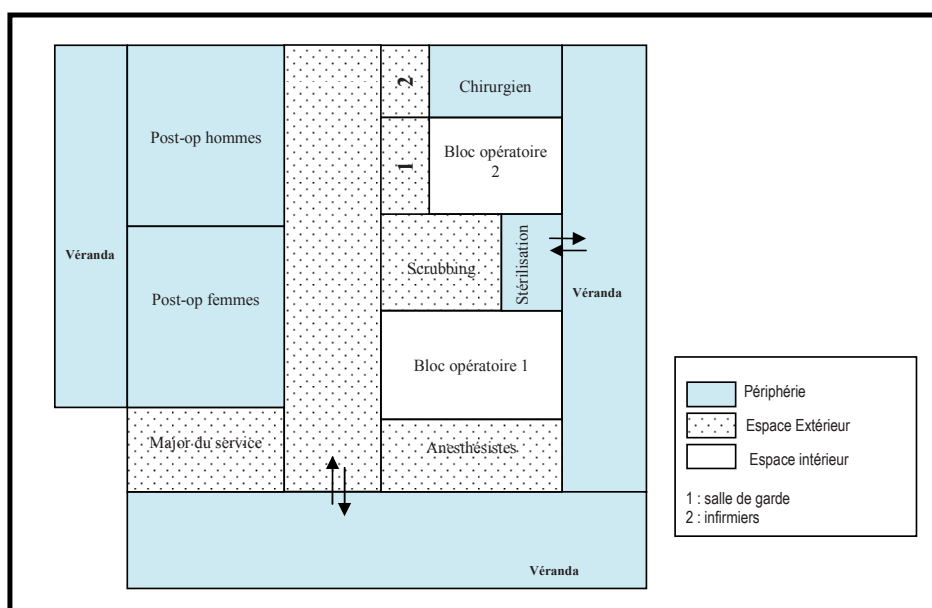 2
Chirurgien
Post-op hommes
1
Bloc opératoire
2
Véranda
Post-op femmes
Scrubbing
Stérilisation
Véranda
Bloc opératoire 1
Major du service
Anesthésistes
Véranda
Périphérie
Espace Extérieur
Espace intérieur
1 : salle de garde
2 : infirmiers